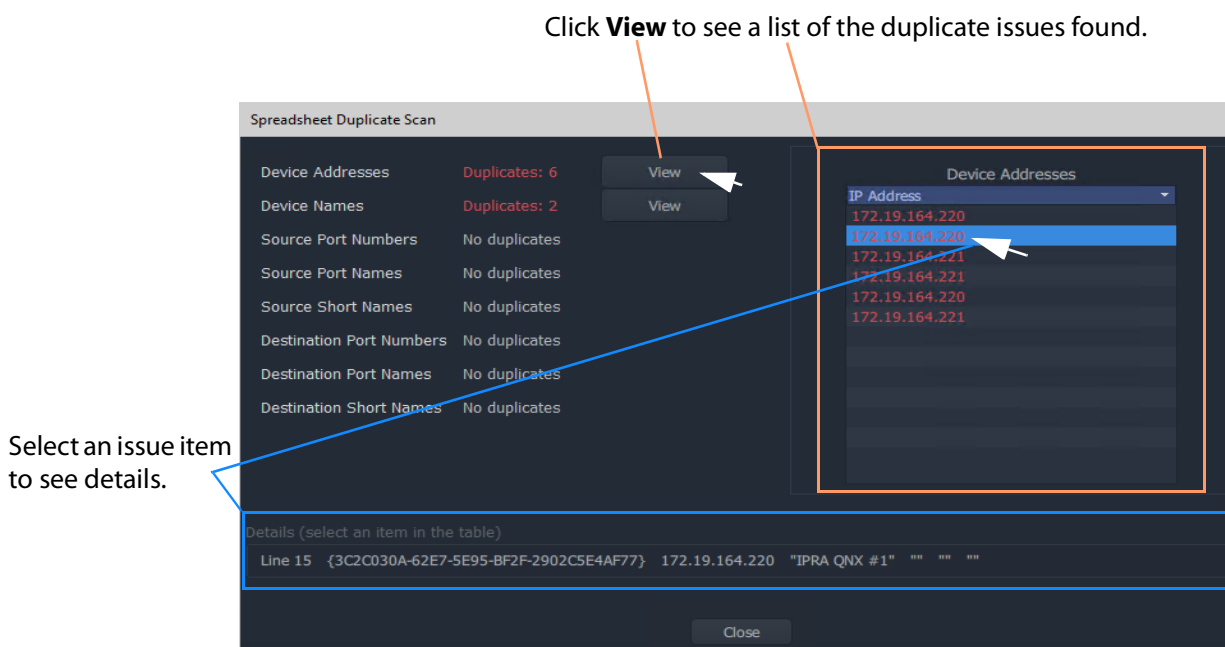 Click View to see a list of the duplicate issues found.
Spreadsheet Duplicate Scan
Device Addresses Duplicates: 6 View
Device Names Duplicates: 2 View
Source Port Numbers No duplicates
Source Port Names No duplicates
Source Short Names No duplicates
Destination Port Numbers No duplicates
Destination Port Names No duplicates
Destination Short Names No duplicates
Device Addresses
IP Address
172.19.164.220
172.19.164.220
172.19.164.221
172.19.164.221
172.19.164.220
172.19.164.221
Select an issue item
to see details.
Details (select an item in the table)
Line 15 {3C2C030A-62E7-5E95-BF2F-2902C5E4AF77} 172.19.164.220 "IPRA QNX #1" "" "" ""
Close